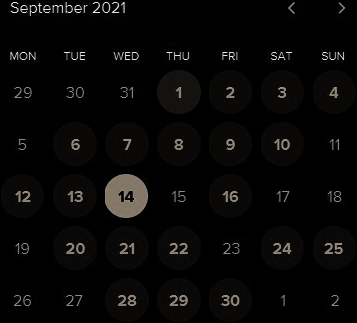 September 2021
MON TUE WED THU FRI SAT SUN
29 30 31 1 2 3 4
5 6 7 8 9 10 11
12 13 14 15 16 17 18
19 20 21 22 23 24 25
26 27 28 29 30 1 2